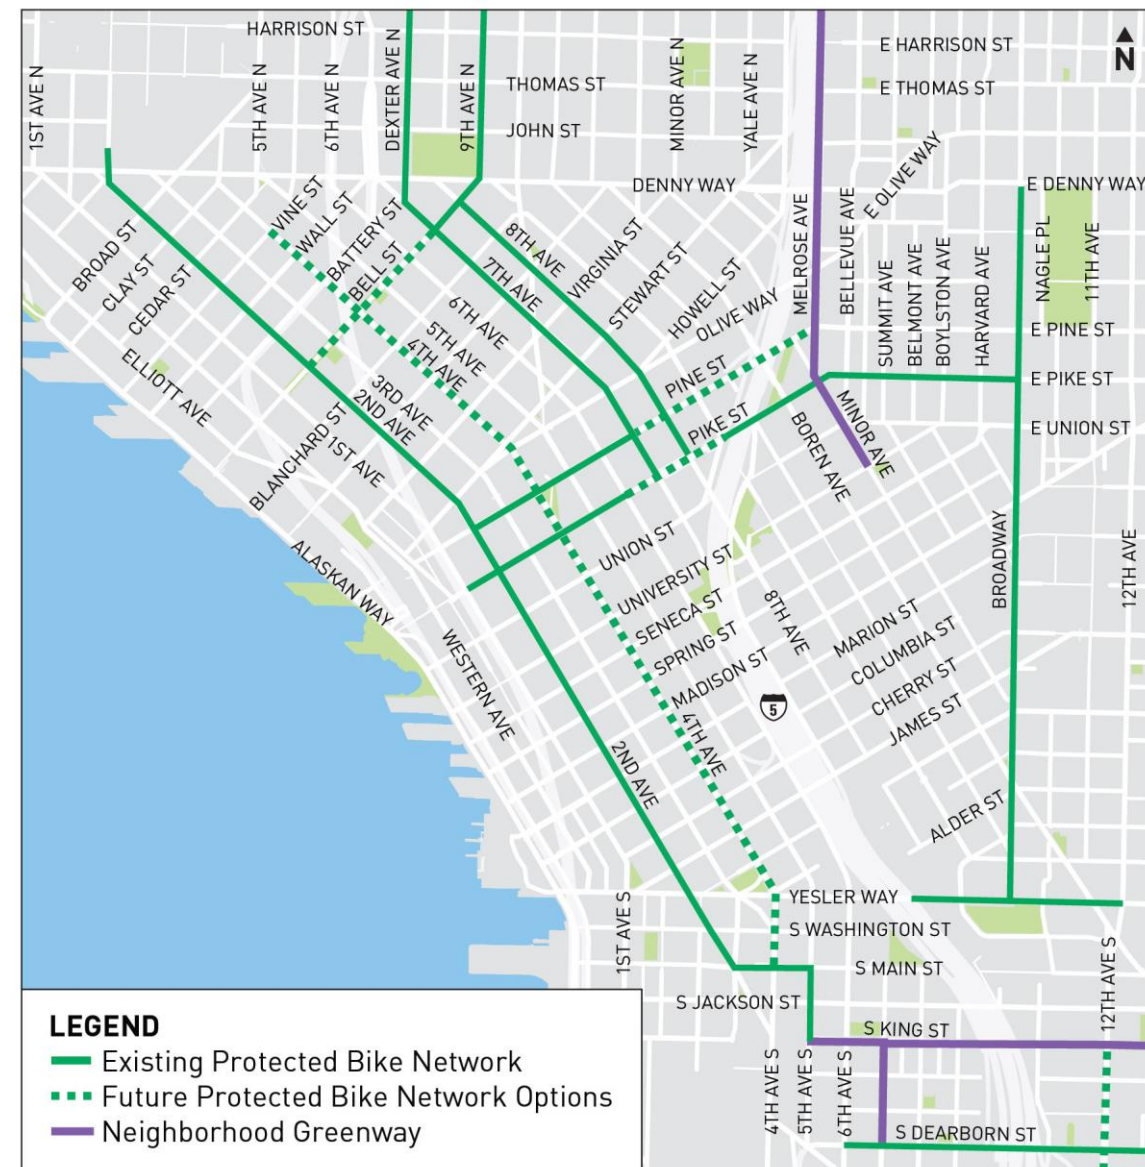 HARRISON ST
E HARRISON ST
N
1ST AVE N
5TH AVE N
6TH AVE N
DEXTER AVE N
9TH AVE N
THOMAS ST
MINOR AVE N
YALE AVE N
E THOMAS ST
JOHN ST
E OLIVE WAY
DENNY WAY
E DENNY WAY
VINE ST
WALL ST
BATTERY ST
BELL ST
8TH AVE
7TH AVE
VIRGINIA ST
STEWART ST
HOWELL ST
OLIVE WAY
MELROSE AVE
BELLEVUE AVE
SUMMIT AVE
BELMONT AVE
BOYLSTON AVE
HARVARD AVE
NAGLE PL
11TH AVE
BROAD ST
CLAY ST
CEDAR ST
6TH AVE
5TH AVE
4TH AVE
E PINE ST
ELLIOTT AVE
3RD AVE
2ND AVE
1ST AVE
BLANCHARD ST
PINE ST
PIKE ST
E PIKE ST
MINOR AVE
BOREN AVE
E UNION ST
ALASKAN WAY
WESTERN AVE
UNION ST
UNIVERSITY ST
SENECA ST
SPRING ST
MADISON ST
8TH AVE
MARION ST
COLUMBIA ST
CHERRY ST
JAMES ST
BROADWAY
12TH AVE
5
4TH AVE
2ND AVE
ALDER ST
YESLER WAY
1ST AVE S
S WASHINGTON ST
S MAIN ST
S JACKSON ST
12TH AVE S
S KING ST
4TH AVE S
5TH AVE S
6TH AVE S
S DEARBORN ST
LEGEND
Existing Protected Bike Network
Future Protected Bike Network Options
Neighborhood Greenway